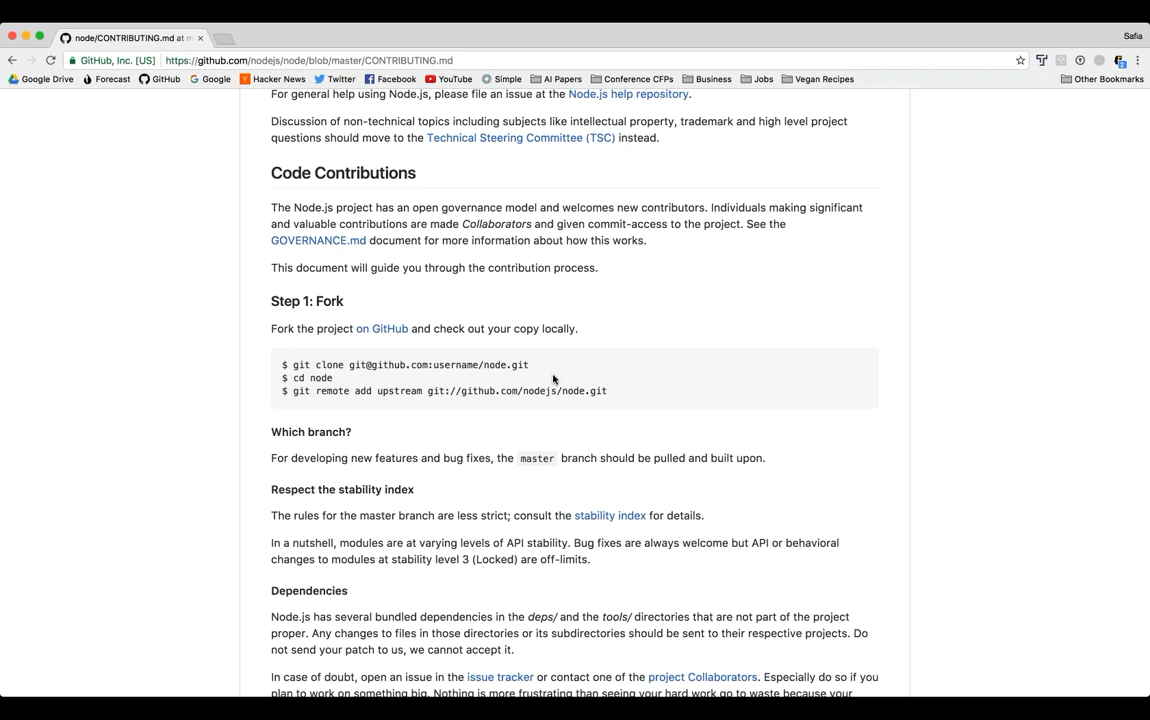 node/CONTRIBUTING.md at m
Safia
GitHub, Inc. [US]
https://github.com/nodejs/node/blob/master/CONTRIBUTING.md
Google Drive
Forecast
GitHub
Google
Hacker News
Twitter
Facebook
YouTube
Simple
AI Papers
Conference CFPs
Business
Jobs
Vegan Recipes
Other Bookmarks
For general help using Node.js, please file an issue at the Node.js help repository.
Discussion of non-technical topics including subjects like intellectual property, trademark and high level project
questions should move to the Technical Steering Committee (TSC) instead.
Code Contributions
The Node.js project has an open governance model and welcomes new contributors. Individuals making significant
and valuable contributions are made Collaborators and given commit-access to the project. See the
GOVERNANCE.md document for more information about how this works.
This document will guide you through the contribution process.
Step 1: Fork
Fork the project on GitHub and check out your copy locally.
$ git clone git@github.com:username/node.git
$ cd node
$ git remote add upstream git://github.com/nodejs/node.git
Which branch?
For developing new features and bug fixes, the master branch should be pulled and built upon.
Respect the stability index
The rules for the master branch are less strict; consult the stability index for details.
In a nutshell, modules are at varying levels of API stability. Bug fixes are always welcome but API or behavioral
changes to modules at stability level 3 (Locked) are off-limits.
Dependencies
Node.js has several bundled dependencies in the deps/ and the tools/ directories that are not part of the project
proper. Any changes to files in those directories or its subdirectories should be sent to their respective projects. Do
not send your patch to us, we cannot accept it.
In case of doubt, open an issue in the issue tracker or contact one of the project Collaborators. Especially do so if you
plan to work on something big. Nothing is more frustrating than seeing your hard work go to waste because your